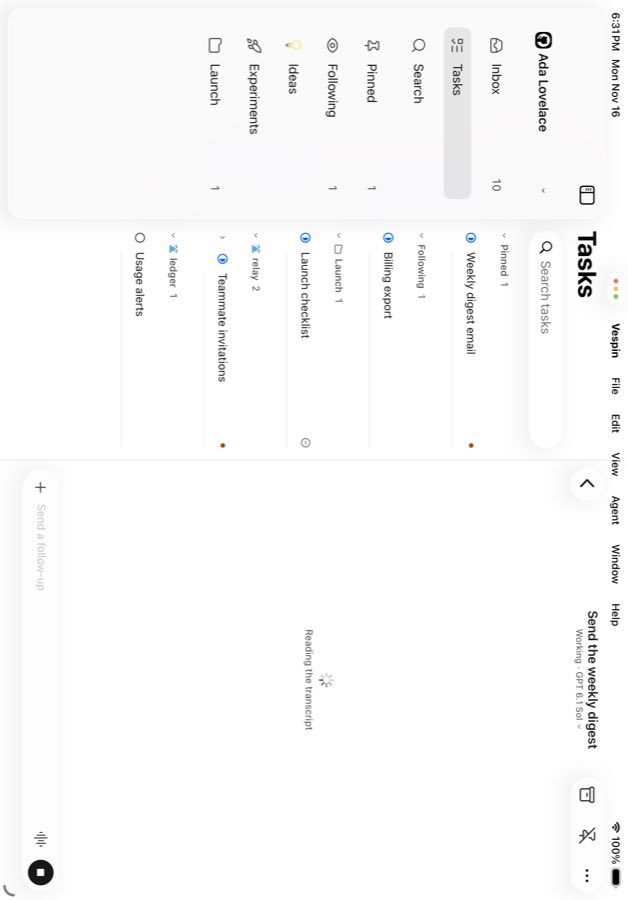 6:31 PM Mon Nov 16
Vespin File Edit View Agent Window Help
100%
Ada Lovelace
Inbox 10
Tasks
Search
Pinned 1
Following 1
Ideas
Experiments
Launch 1
Tasks
Search tasks
Pinned 1
Weekly digest email
Following 1
Billing export
Launch 1
Launch checklist
relay 2
Teammate invitations
ledger 1
Usage alerts
Send the weekly digest
Working · GPT 6.1 Sol
Reading the transcript
Send a follow-up